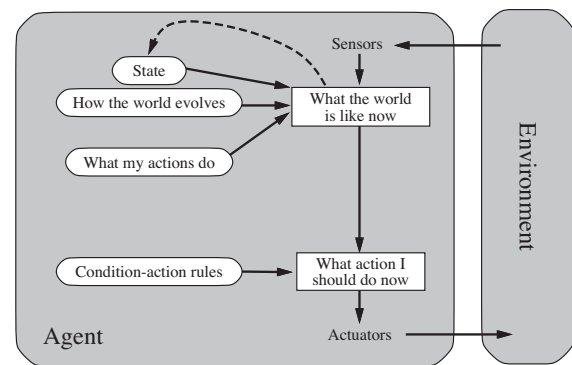 Sensors
State
How the world evolves
What the world
is like now
What my actions do
Environment
Condition-action rules
What action I
should do now
Agent
Actuators